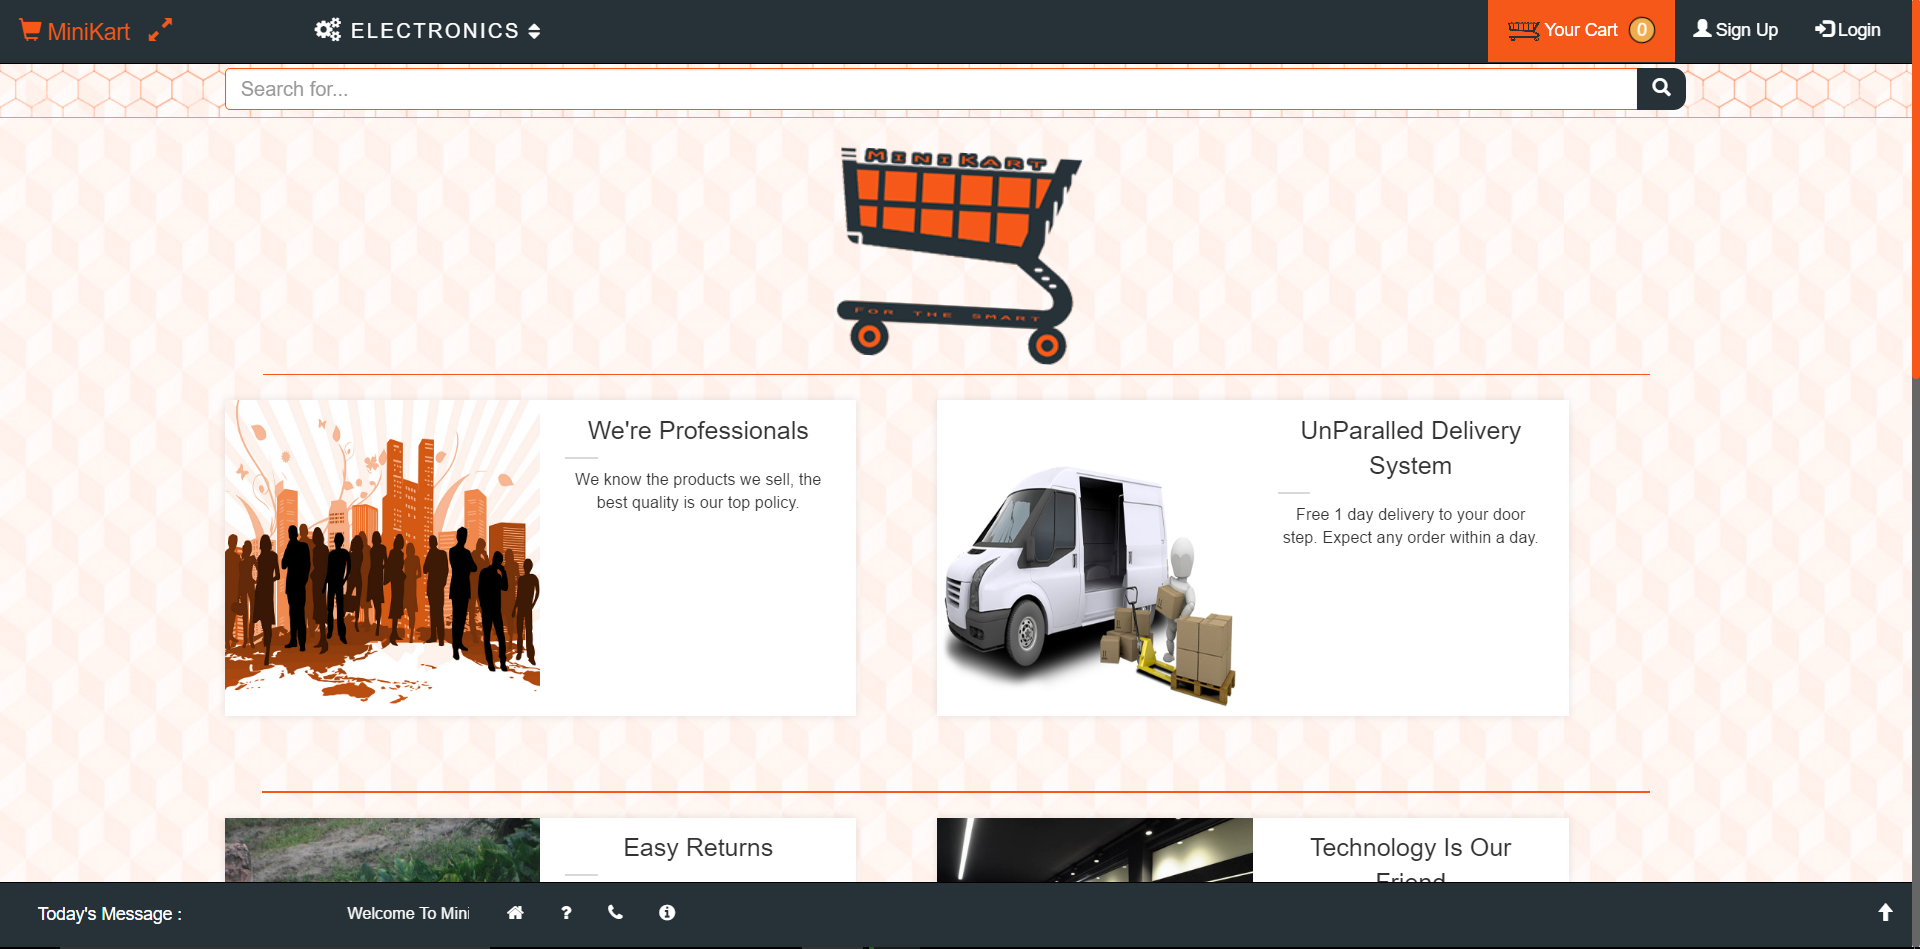 MiniKart
ELECTRONICS
Your Cart 0
Sign Up
Login
Search for...
MINIKART
FOR THE SMART
We're Professionals
We know the products we sell, the
best quality is our top policy.
UnParalled Delivery
System
Free 1 day delivery to your door
step. Expect any order within a day.
Easy Returns
Technology Is Our
Friend
Today's Message :
Welcome To Mini